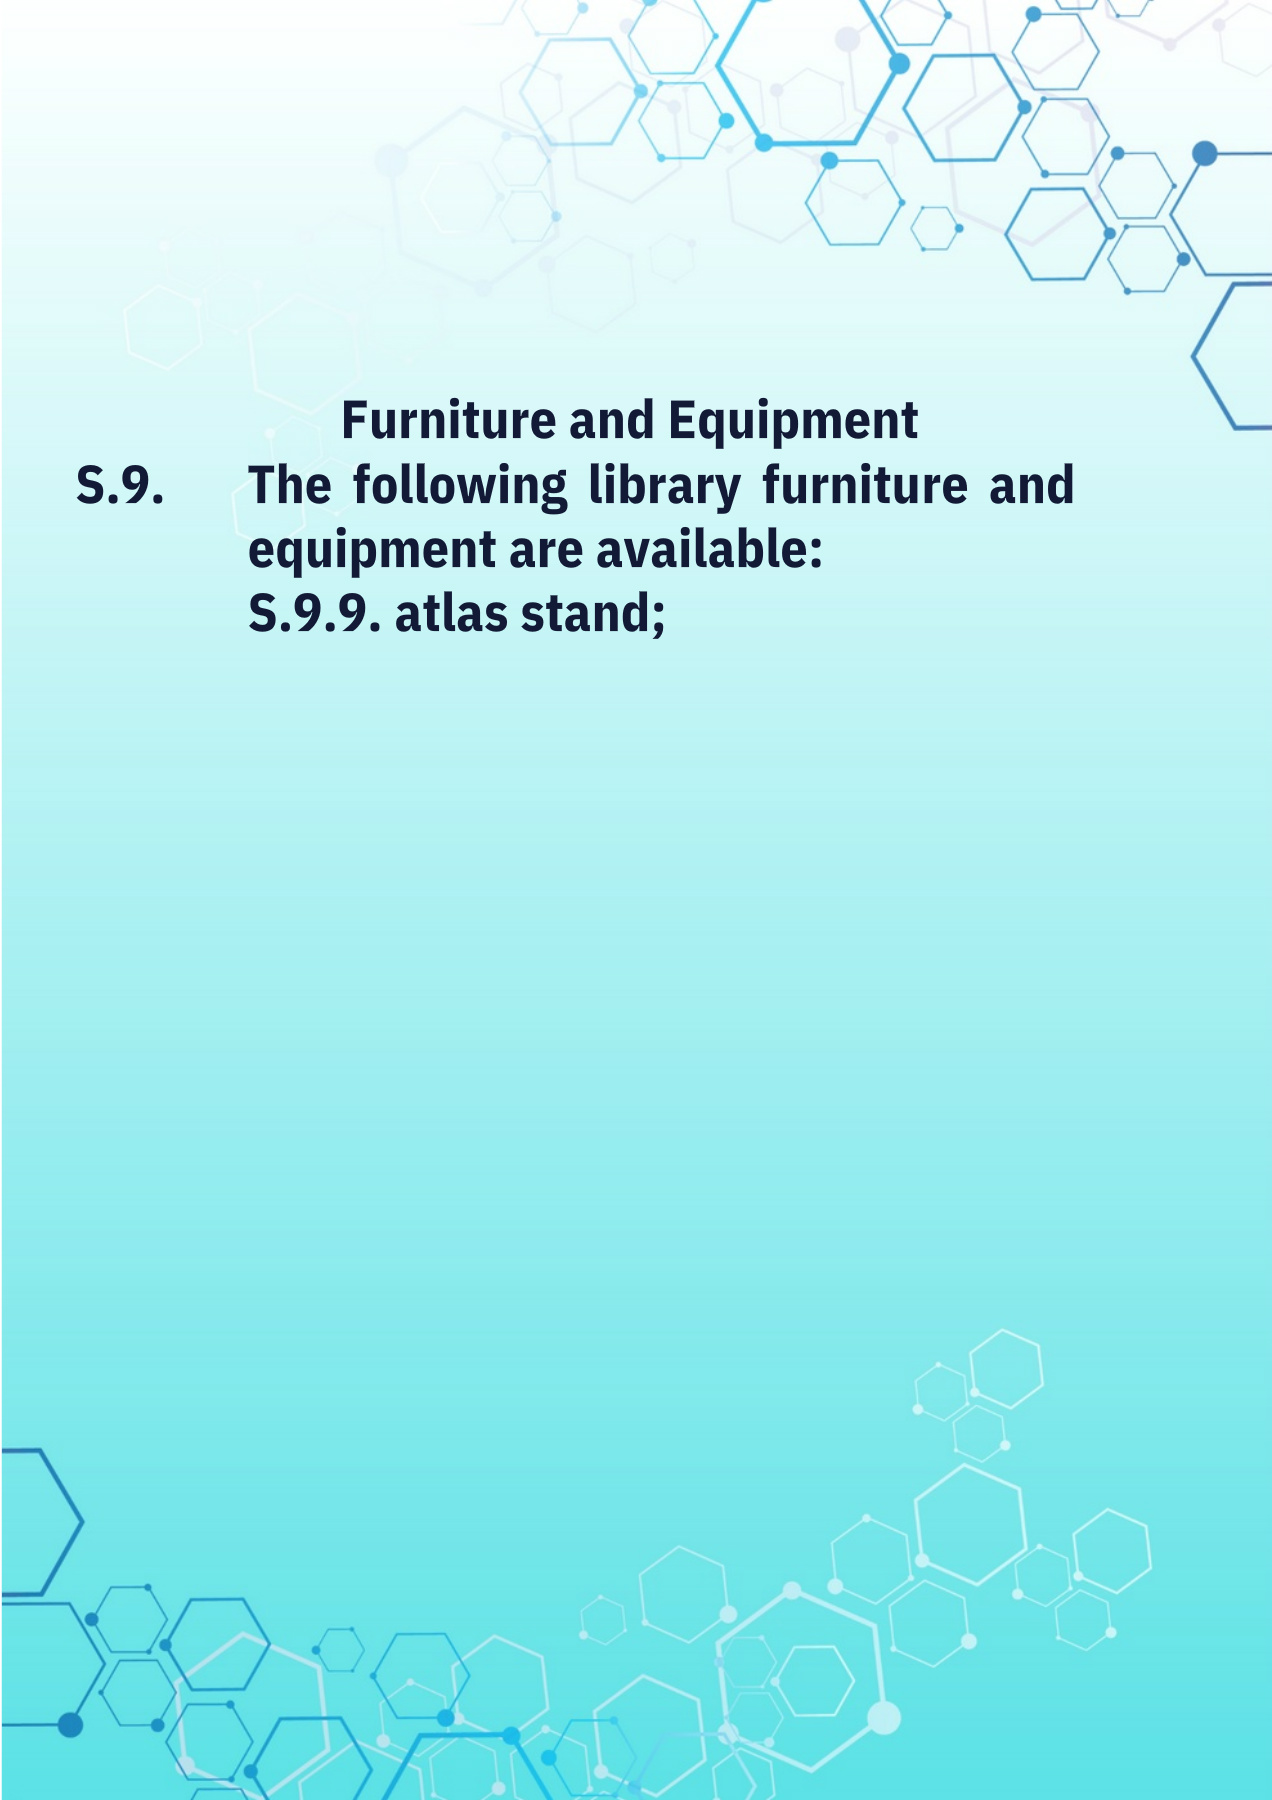 Furniture and Equipment
S.9. The following library furniture and
equipment are available:
S.9.9. atlas stand;